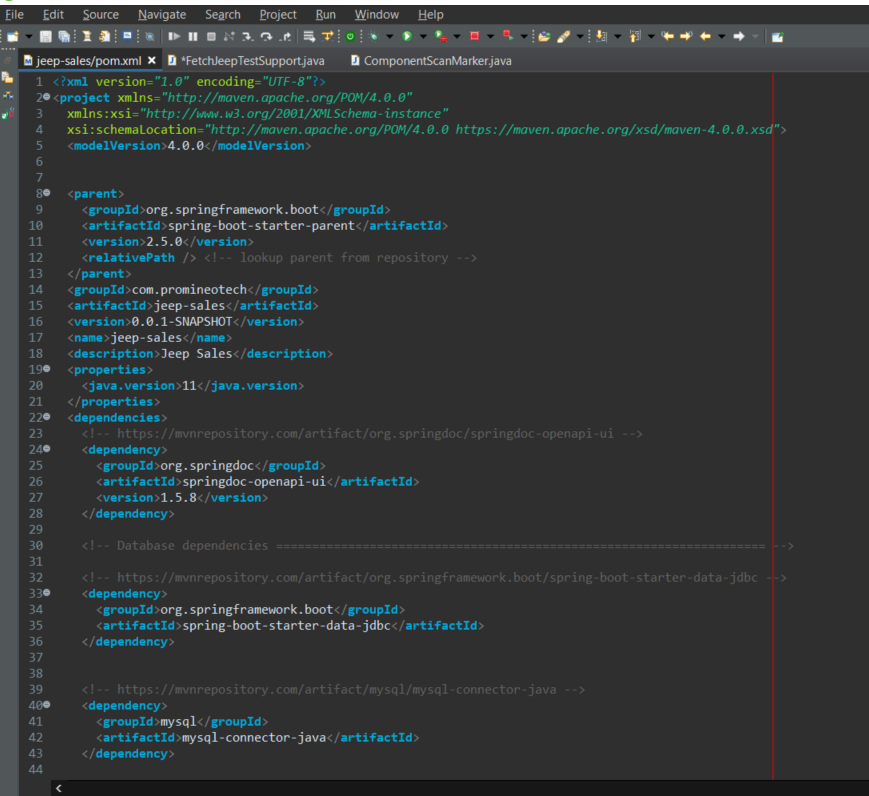 File Edit Source Navigate Search Project Run Window Help
jeep-sales/pom.xml *FetchJeepTestSupport.java ComponentScanMarker.java
1 <?xml version="1.0" encoding="UTF-8"?>
2 <project xmlns="http://maven.apache.org/POM/4.0.0"
3 xmlns:xsi="http://www.w3.org/2001/XMLSchema-instance"
4 xsi:schemaLocation="http://maven.apache.org/POM/4.0.0 https://maven.apache.org/xsd/maven-4.0.0.xsd">
5 <modelVersion>4.0.0</modelVersion>
6
7
8 <parent>
9 <groupId>org.springframework.boot</groupId>
10 <artifactId>spring-boot-starter-parent</artifactId>
11 <version>2.5.0</version>
12 <relativePath /> <!-- lookup parent from repository -->
13 </parent>
14 <groupId>com.promineotech</groupId>
15 <artifactId>jeep-sales</artifactId>
16 <version>0.0.1-SNAPSHOT</version>
17 <name>jeep-sales</name>
18 <description>Jeep Sales</description>
19 <properties>
20 <java.version>11</java.version>
21 </properties>
22 <dependencies>
23 <!-- https://mvnrepository.com/artifact/org.springdoc/springdoc-openapi-ui -->
24 <dependency>
25 <groupId>org.springdoc</groupId>
26 <artifactId>springdoc-openapi-ui</artifactId>
27 <version>1.5.8</version>
28 </dependency>
29
30 <!-- Database dependencies ==================================================================== -->
31
32 <!-- https://mvnrepository.com/artifact/org.springframework.boot/spring-boot-starter-data-jdbc -->
33 <dependency>
34 <groupId>org.springframework.boot</groupId>
35 <artifactId>spring-boot-starter-data-jdbc</artifactId>
36 </dependency>
37
38
39 <!-- https://mvnrepository.com/artifact/mysql/mysql-connector-java -->
40 <dependency>
41 <groupId>mysql</groupId>
42 <artifactId>mysql-connector-java</artifactId>
43 </dependency>
44